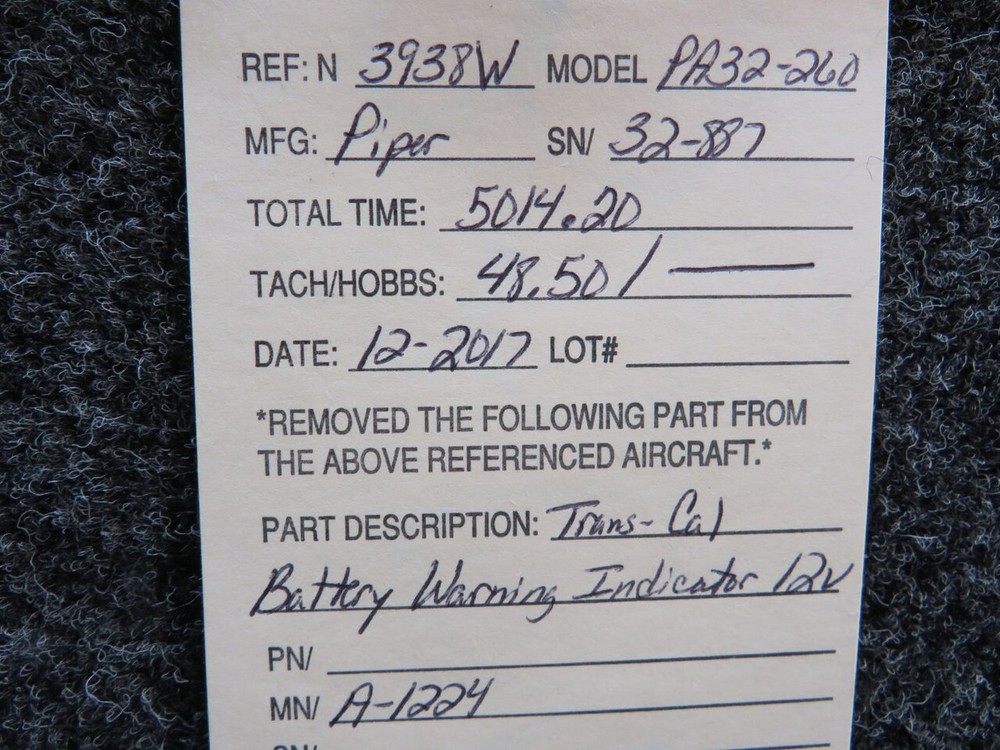 REF: N 3938W MODEL PA32-260
MFG: Piper SN/ 32-887
TOTAL TIME: 5014.20
TACH/HOBBS: 48.50 / —
DATE: 12-2017 LOT#
*REMOVED THE FOLLOWING PART FROM
THE ABOVE REFERENCED AIRCRAFT.*
PART DESCRIPTION: Trans-Cal
Battery Warning Indicator 12V
PN/
MN/ A-1224
SN/